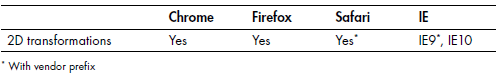 Chrome Firefox Safari IE
2D transformations Yes Yes Yes* IE9*, IE10
* With vendor prefix